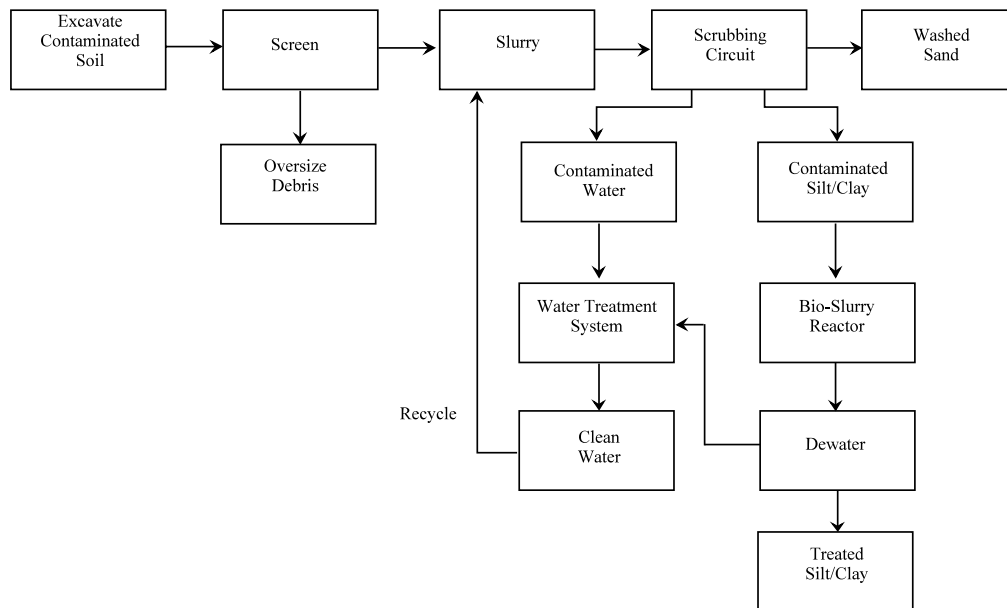 Excavate
Contaminated
Soil
Screen
Slurry
Scrubbing
Circuit
Washed
Sand
Oversize
Debris
Contaminated
Water
Contaminated
Silt/Clay
Water Treatment
System
Bio-Slurry
Reactor
Recycle
Clean
Water
Dewater
Treated
Silt/Clay